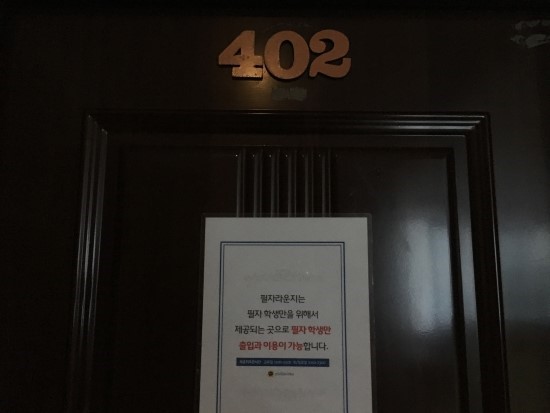 402
필자라운지는
필자 학생만을 위해서
제공되는 곳으로 필자 학생만
출입과 이용이 가능합니다.